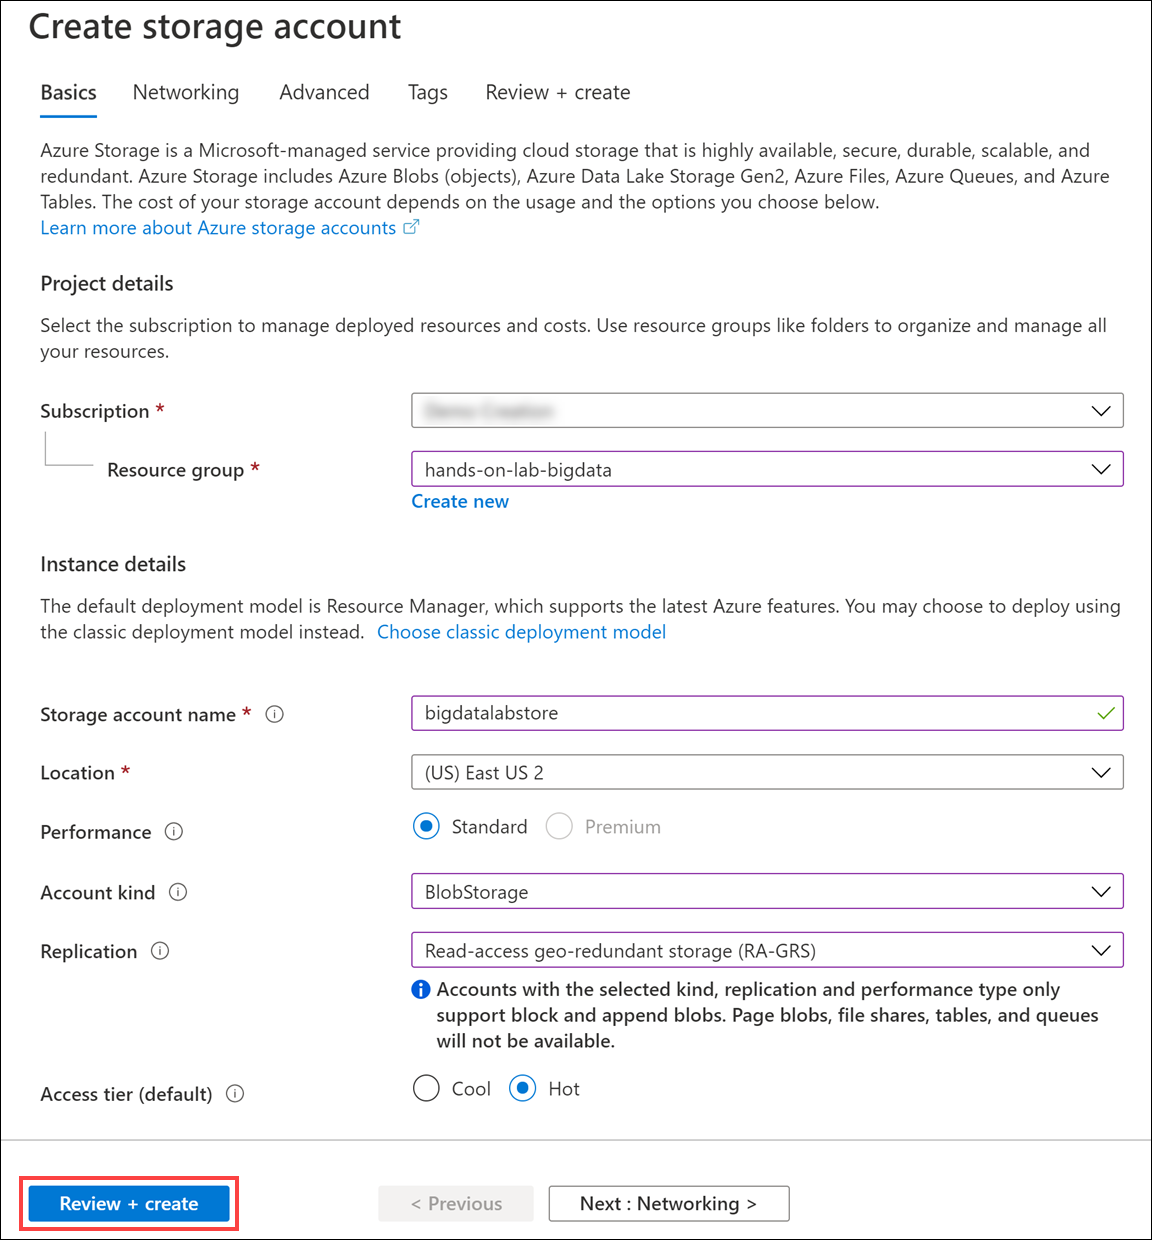 Create storage account
Basics Networking Advanced Tags Review + create
Azure Storage is a Microsoft-managed service providing cloud storage that is highly available, secure, durable, scalable, and
redundant. Azure Storage includes Azure Blobs (objects), Azure Data Lake Storage Gen2, Azure Files, Azure Queues, and Azure
Tables. The cost of your storage account depends on the usage and the options you choose below.
Learn more about Azure storage accounts
Project details
Select the subscription to manage deployed resources and costs. Use resource groups like folders to organize and manage all
your resources.
Subscription *
Resource group * hands-on-lab-bigdata
Create new
Instance details
The default deployment model is Resource Manager, which supports the latest Azure features. You may choose to deploy using
the classic deployment model instead. Choose classic deployment model
Storage account name * bigdatalabstore
Location * (US) East US 2
Performance Standard Premium
Account kind BlobStorage
Replication Read-access geo-redundant storage (RA-GRS)
Accounts with the selected kind, replication and performance type only
support block and append blobs. Page blobs, file shares, tables, and queues
will not be available.
Access tier (default) Cool Hot
Review + create < Previous Next : Networking >